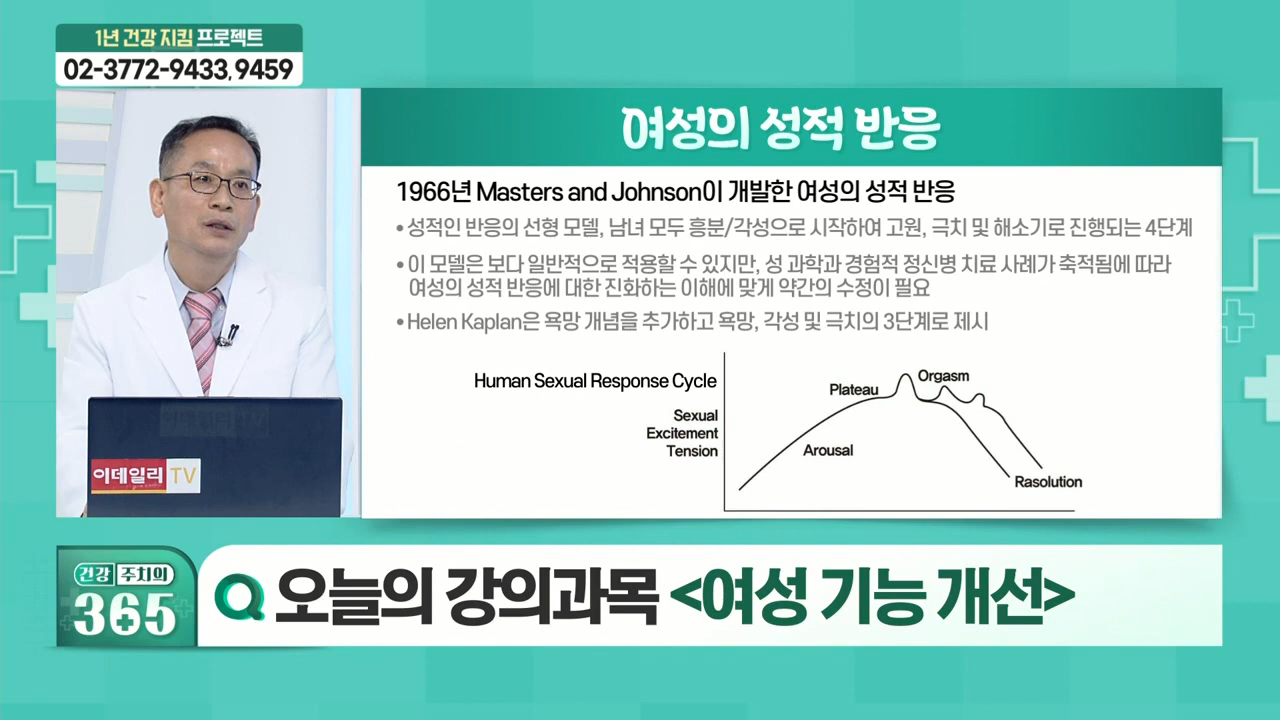 1년 건강 지킴 프로젝트
02-3772-9433, 9459
여성의 성적 반응
1966년 Masters and Johnson이 개발한 여성의 성적 반응
• 성적인 반응의 선형 모델, 남녀 모두 흥분/각성으로 시작하여 고원, 극치 및 해소기로 진행되는 4단계
• 이 모델은 보다 일반적으로 적용할 수 있지만, 성 과학과 경험적 정신병 치료 사례가 축적됨에 따라
여성의 성적 반응에 대한 진화하는 이해에 맞게 약간의 수정이 필요
• Helen Kaplan은 욕망 개념을 추가하고 욕망, 각성 및 극치의 3단계로 제시
Human Sexual Response Cycle
Sexual
Excitement
Tension
Plateau
Orgasm
Arousal
Rasolution
이데일리 TV
이데일리 TV
건강 주치의
365
오늘의 강의과목 <여성 기능 개선>